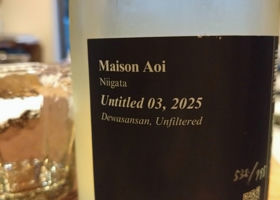 Maison Aoi
Niigata
Untitled 03, 2025
Dewasansan, Unfiltered